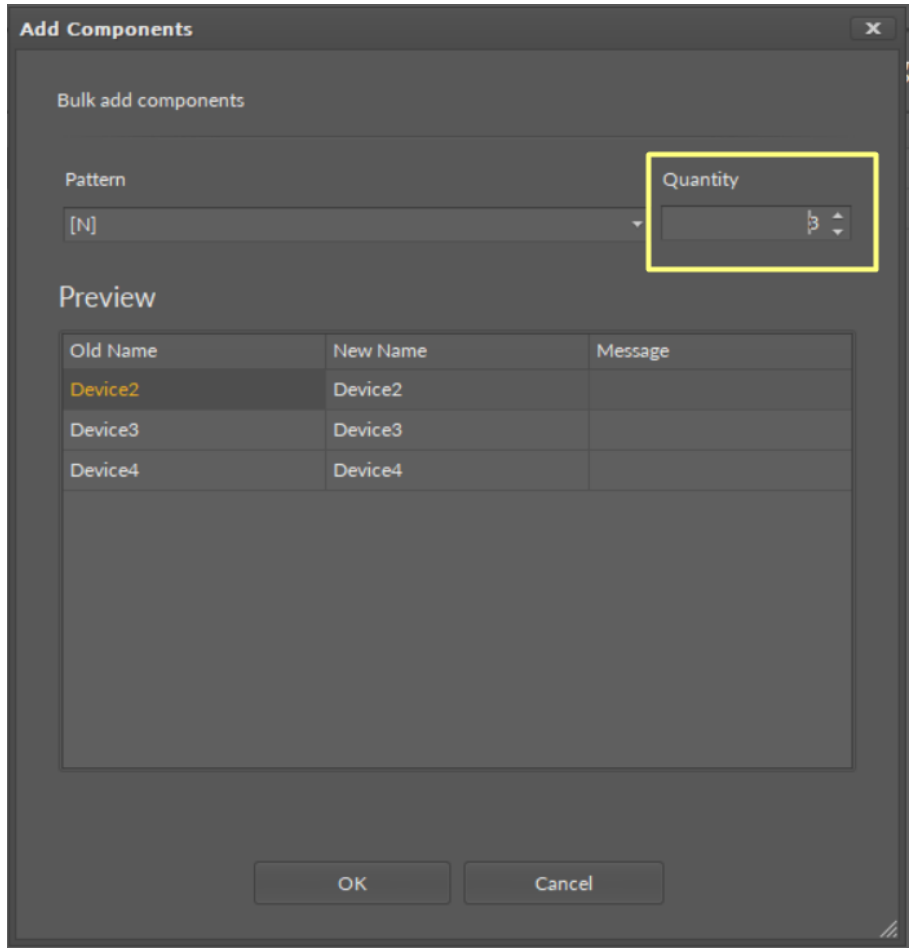 Add Components
Bulk add components
Pattern Quantity
[N] 3
Preview
Old Name New Name Message
Device2 Device2
Device3 Device3
Device4 Device4
OK Cancel